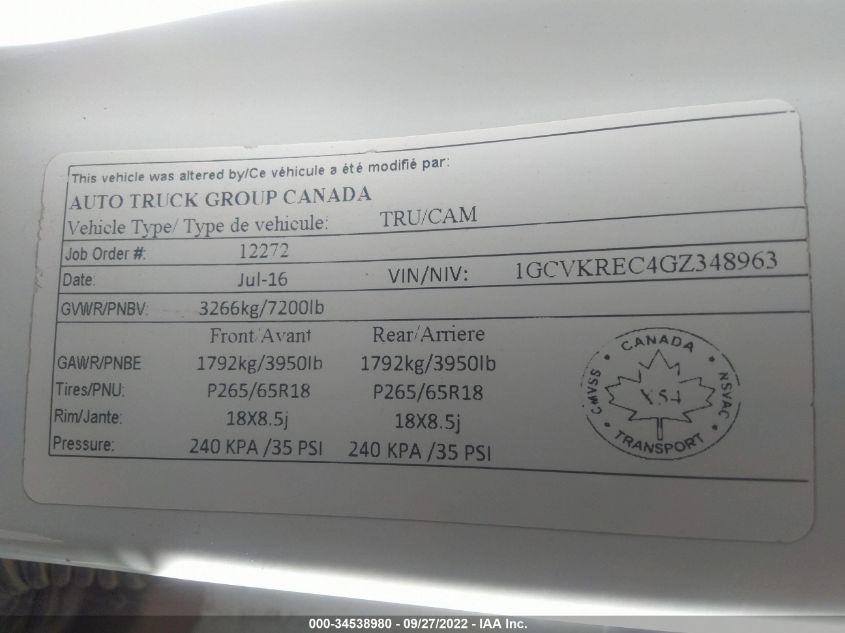 This vehicle was altered by/Ce véhicule a été modifié par:
AUTO TRUCK GROUP CANADA
Vehicle Type/ Type de vehicule: TRU/CAM
Job Order #: 12272
Date: Jul-16 VIN/NIV: 1GCVKREC4GZ348963
GVWR/PNBV: 3266kg/7200lb
Front/Avant Rear/Arriere
GAWR/PNBE 1792kg/3950lb 1792kg/3950lb
Tires/PNU: P265/65R18 P265/65R18
Rim/Jante: 18X8.5j 18X8.5j
Pressure: 240 KPA /35 PSI 240 KPA /35 PSI
CANADA
CMVSS
NSVAC
TRANSPORT
000-34538980 - 09/27/2022 - IAA Inc.